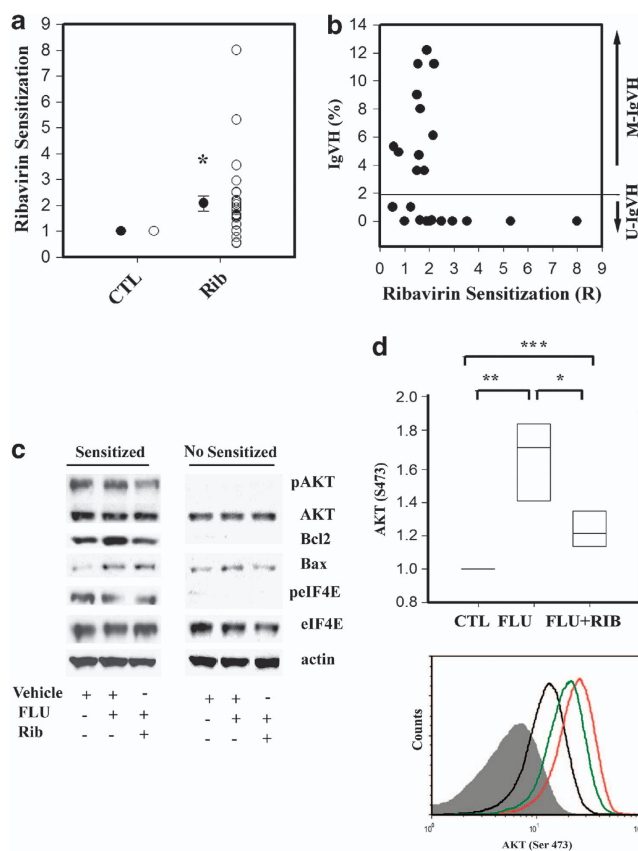 a
Ribavirin Sensitization
9
8
7
6
5
4
3
2
1
0
*
CTL
Rib
b
IgVH (%)
14
12
10
8
6
4
2
0
M-IgVH
U-IgVH
0 1 2 3 4 5 6 7 8 9
Ribavirin Sensitization (R)
c
Sensitized
No Sensitized
pAKT
AKT
Bcl2
Bax
peIF4E
eIF4E
actin
Vehicle + + - + + -
FLU - + + - + +
Rib - - + - - +
d
***
** *
AKT (S473)
2.0
1.8
1.6
1.4
1.2
1.0
0.8
CTL FLU FLU+RIB
Counts
10⁰ 10¹
AKT (Ser 473)